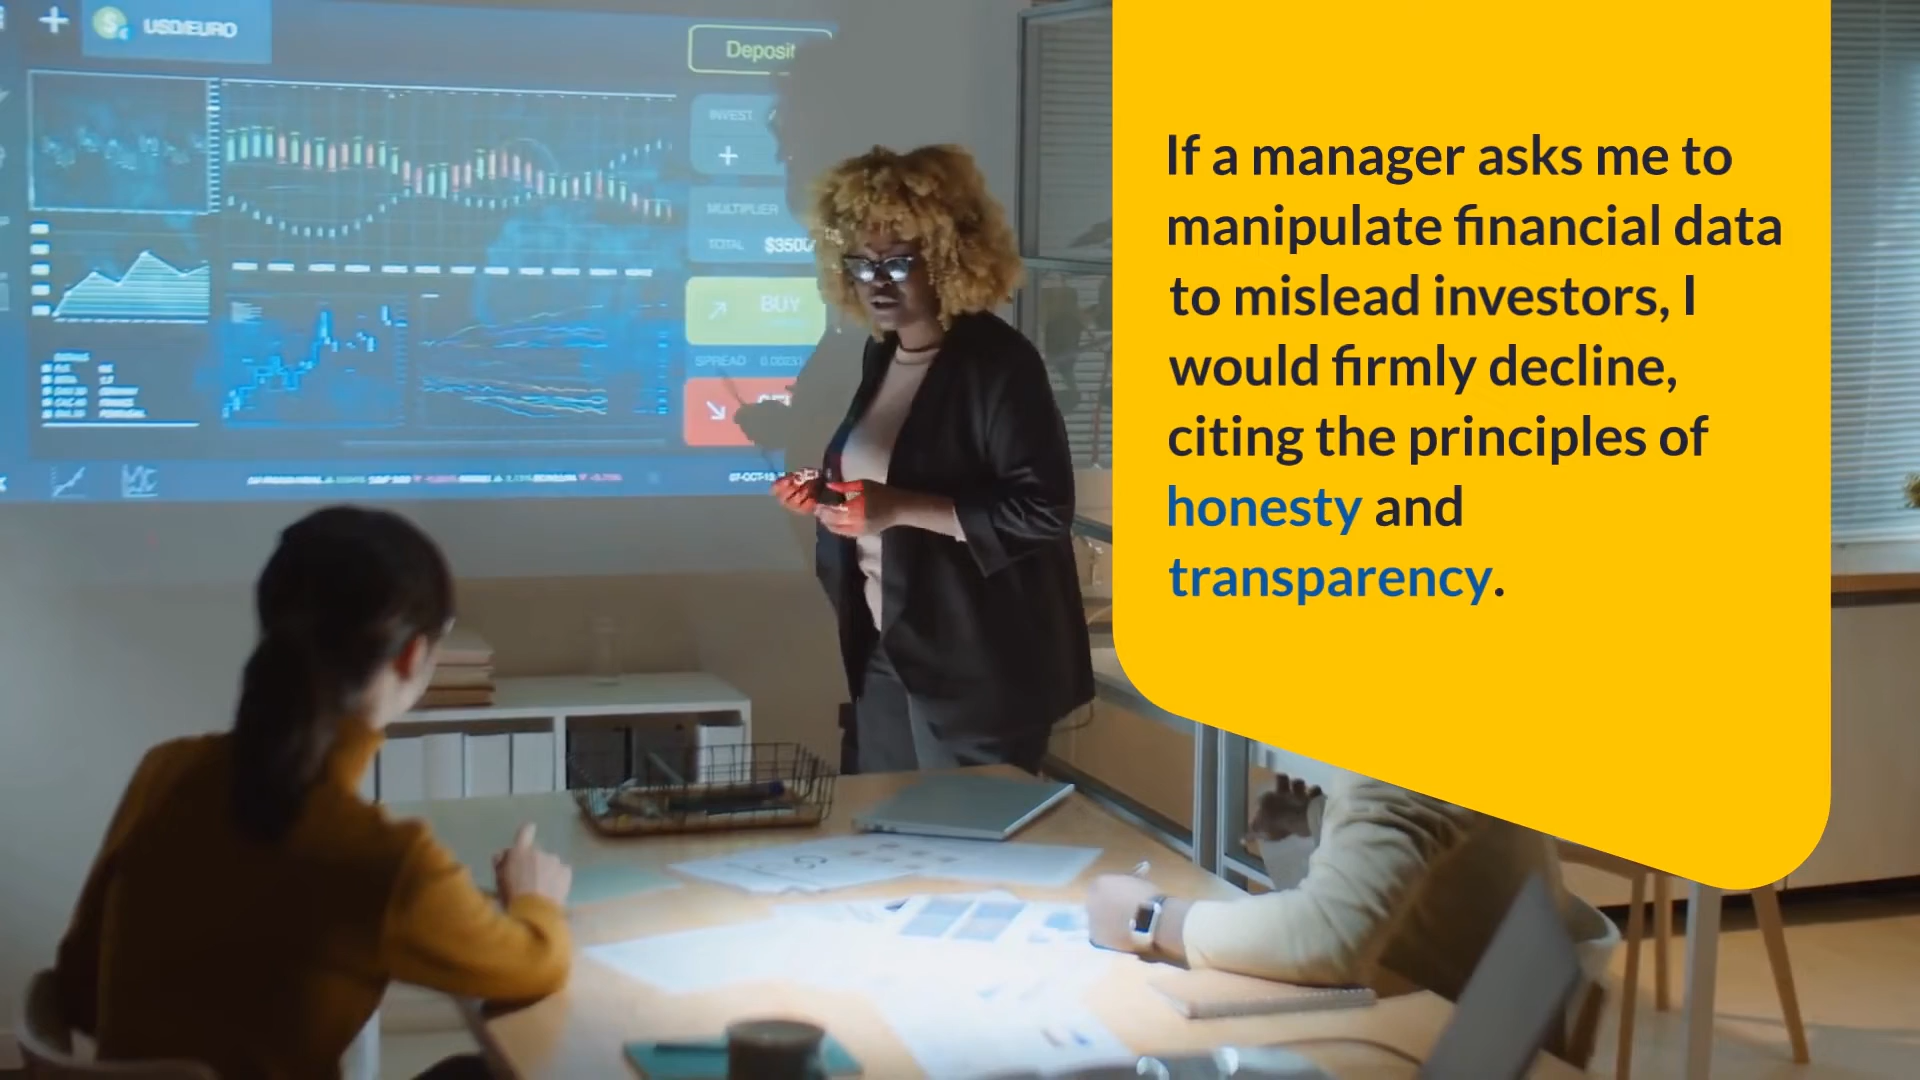 USD/EURO
Deposit
INVEST
MULTIPLIER
TOTAL
BUY
SPREAD
If a manager asks me to
manipulate financial data
to mislead investors, I
would firmly decline,
citing the principles of
honesty and
transparency.